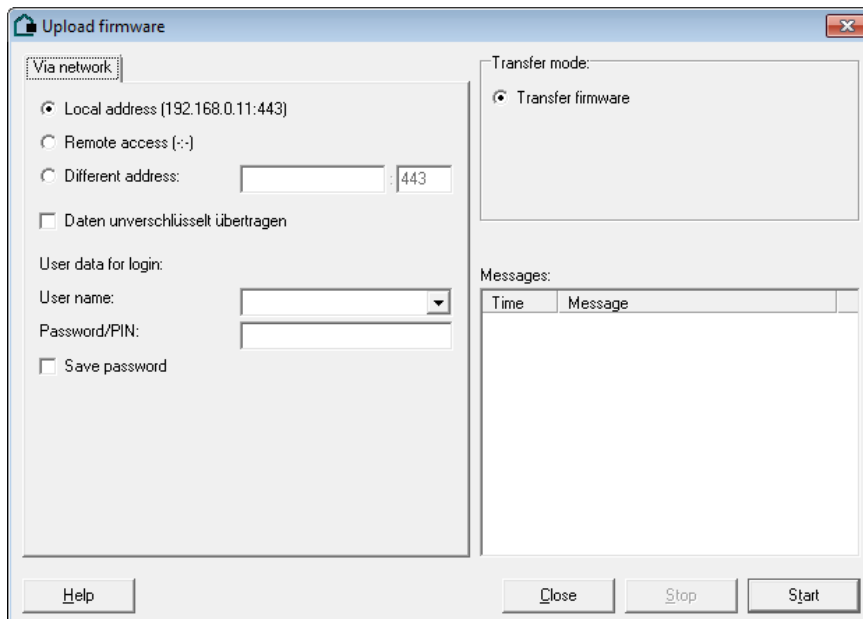 Upload firmware
Via network
Local address (192.168.0.11:443)
Remote access (-:-)
Different address:
: 443
Daten unverschlüsselt übertragen
User data for login:
User name:
Password/PIN:
Save password
Transfer mode:
Transfer firmware
Messages:
Time Message
Help
Close
Stop
Start